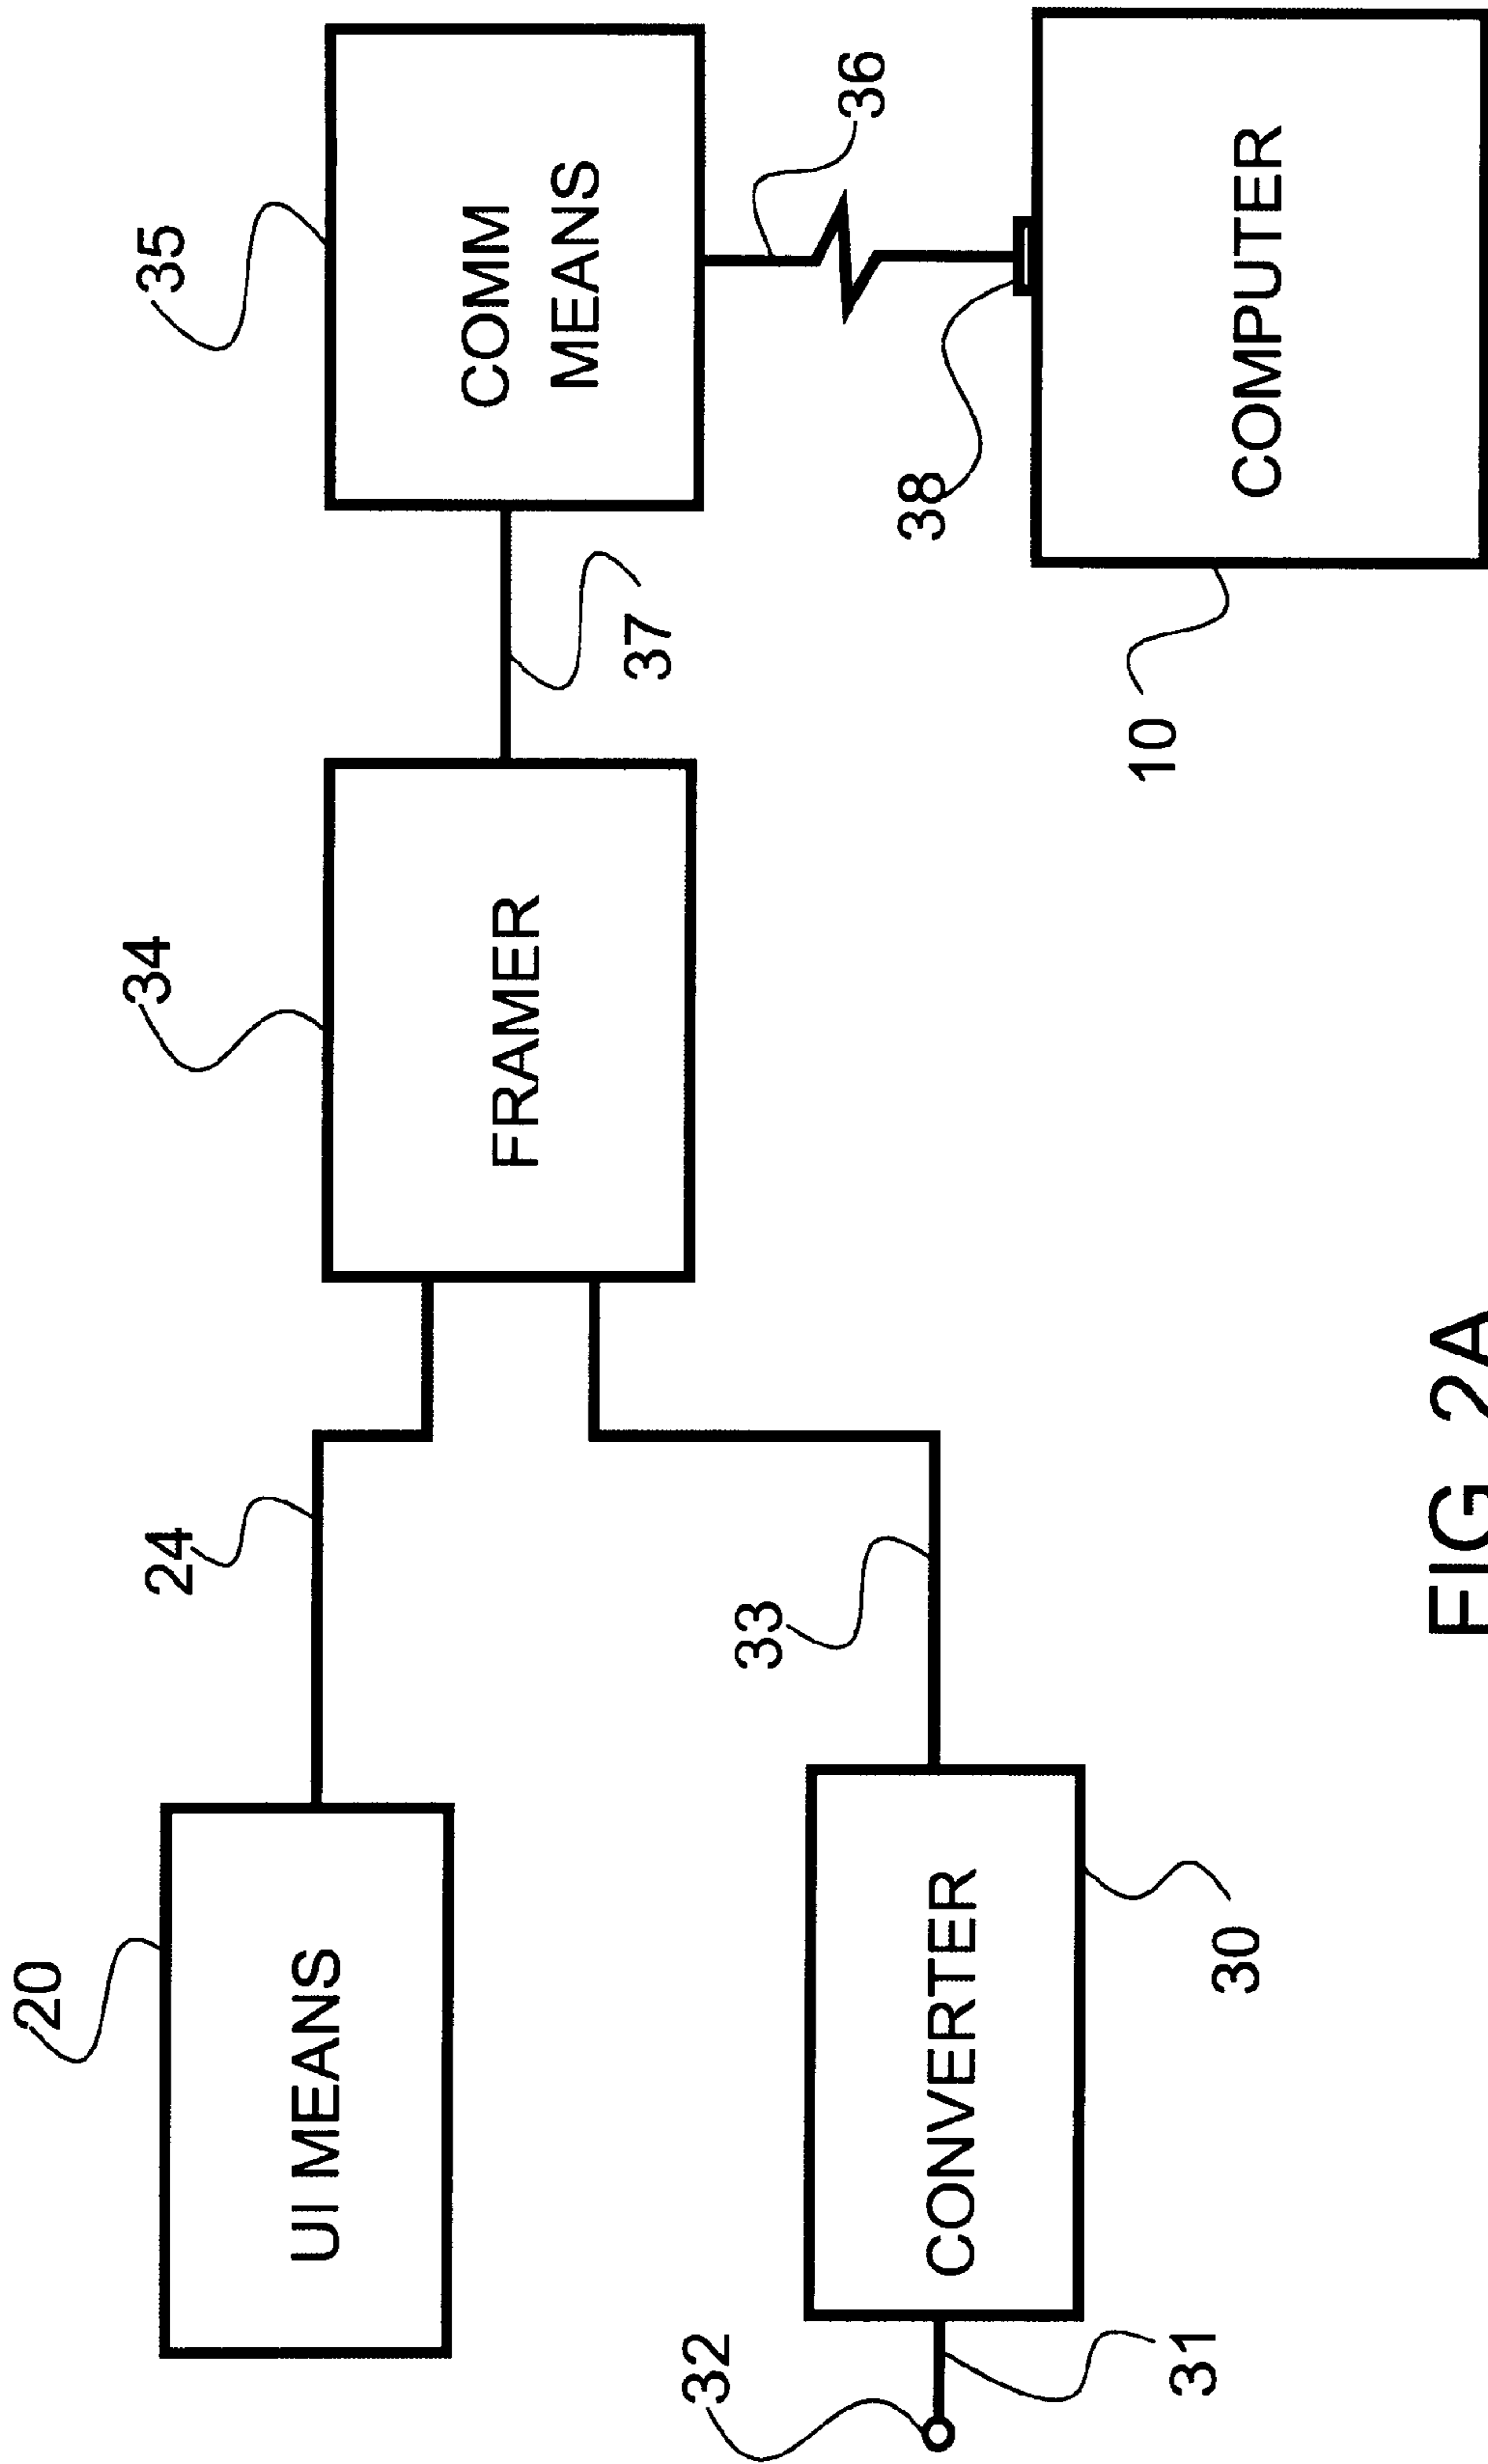 20
UI MEANS
24
34
FRAMER
35
COMM
MEANS
37
36
38
COMPUTER
10
33
CONVERTER
30
32
31
FIG. 2A